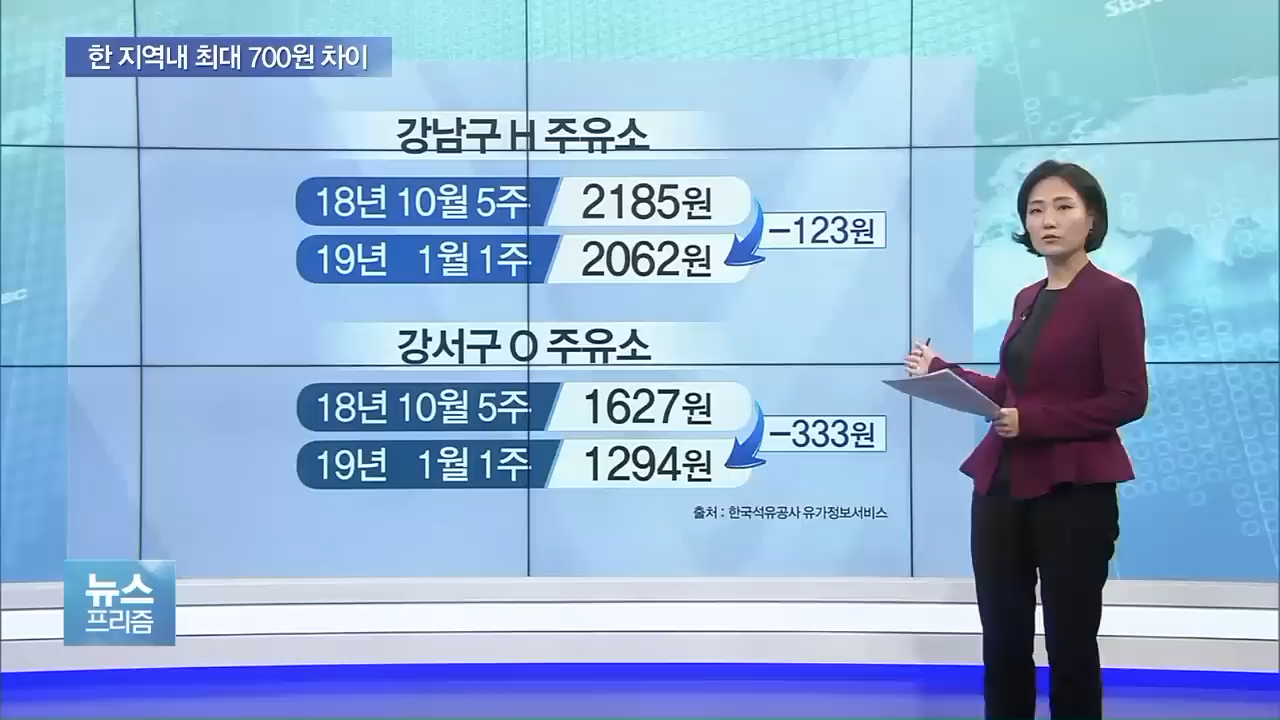 SBSC
한 지역내 최대 700원 차이
강남구 H 주유소
18년 10월 5주 2185원
-123원
19년 1월 1주 2062원
강서구 O 주유소
18년 10월 5주 1627원
-333원
19년 1월 1주 1294원
출처 : 한국석유공사 유가정보서비스
뉴스
프리즘